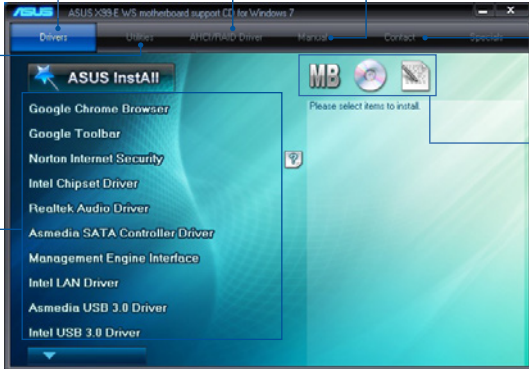 ASUS ASUS X99-E WS motherboard support CD for Windows 7
Drivers Utilities AHCI/RAID Driver Manual Contact Specials
ASUS InstAll
MB
Please select items to install.
Google Chrome Browser
Google Toolbar
Norton Internet Security
?
Intel Chipset Driver
Realtek Audio Driver
Asmedia SATA Controller Driver
Management Engine Interface
Intel LAN Driver
Asmedia USB 3.0 Driver
Intel USB 3.0 Driver